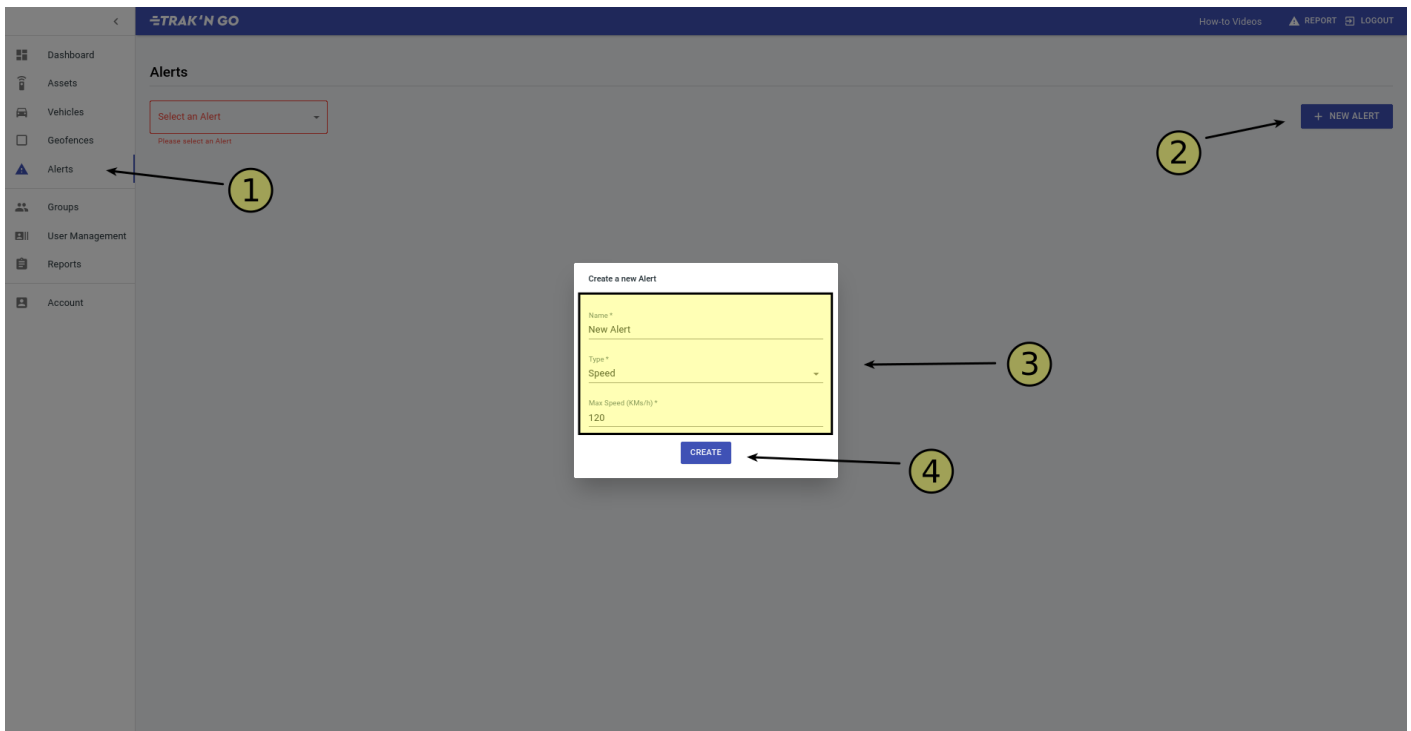 TRAK'N GO
How-to Videos
REPORT
LOGOUT
Dashboard
Assets
Vehicles
Geofences
Alerts
Groups
User Management
Reports
Account
Alerts
Select an Alert
Please select an Alert
+ NEW ALERT
1
2
Create a new Alert
Name *
New Alert
Type *
Speed
Max Speed (KMs/h) *
120
CREATE
3
4